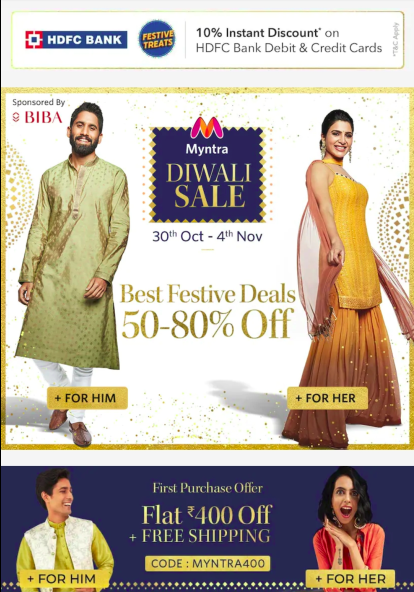 HDFC BANK
FESTIVE
TREATS
10% Instant Discount* on
HDFC Bank Debit & Credit Cards
*T&C Apply
Sponsored By
BIBA
Myntra
DIWALI
SALE
30th Oct - 4th Nov
Best Festive Deals
50-80% Off
+ FOR HIM
+ FOR HER
First Purchase Offer
Flat ₹400 Off
+ FREE SHIPPING
CODE : MYNTRA400
+ FOR HIM
+ FOR HER